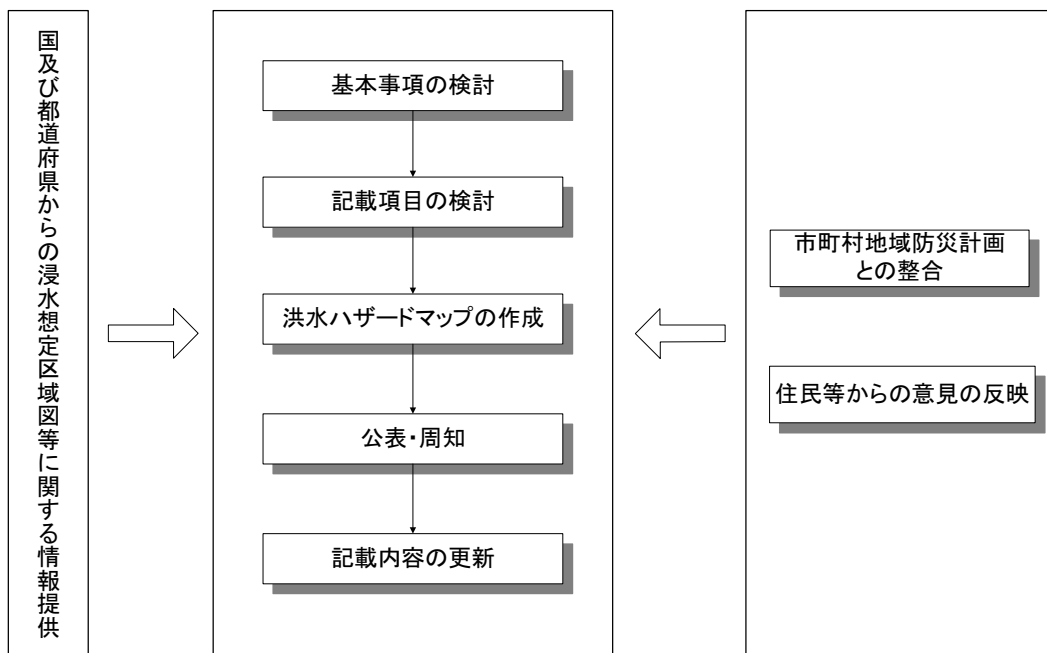 国及び都道府県からの浸水想定区域図等に関する情報提供
基本事項の検討
記載項目の検討
洪水ハザードマップの作成
公表・周知
記載内容の更新
市町村地域防災計画
との整合
住民等からの意見の反映